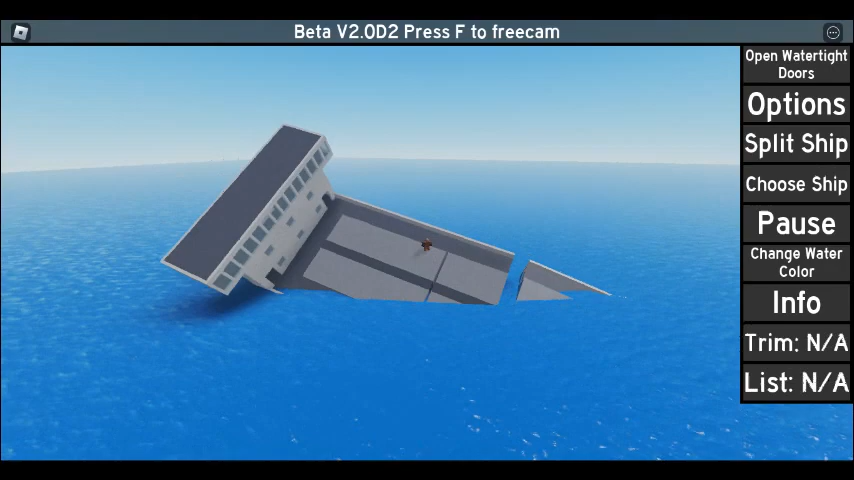 Beta V2.0D2 Press F to freecam
Open Watertight
Doors
Options
Split Ship
Choose Ship
Pause
Change Water
Color
Info
Trim: N/A
List: N/A